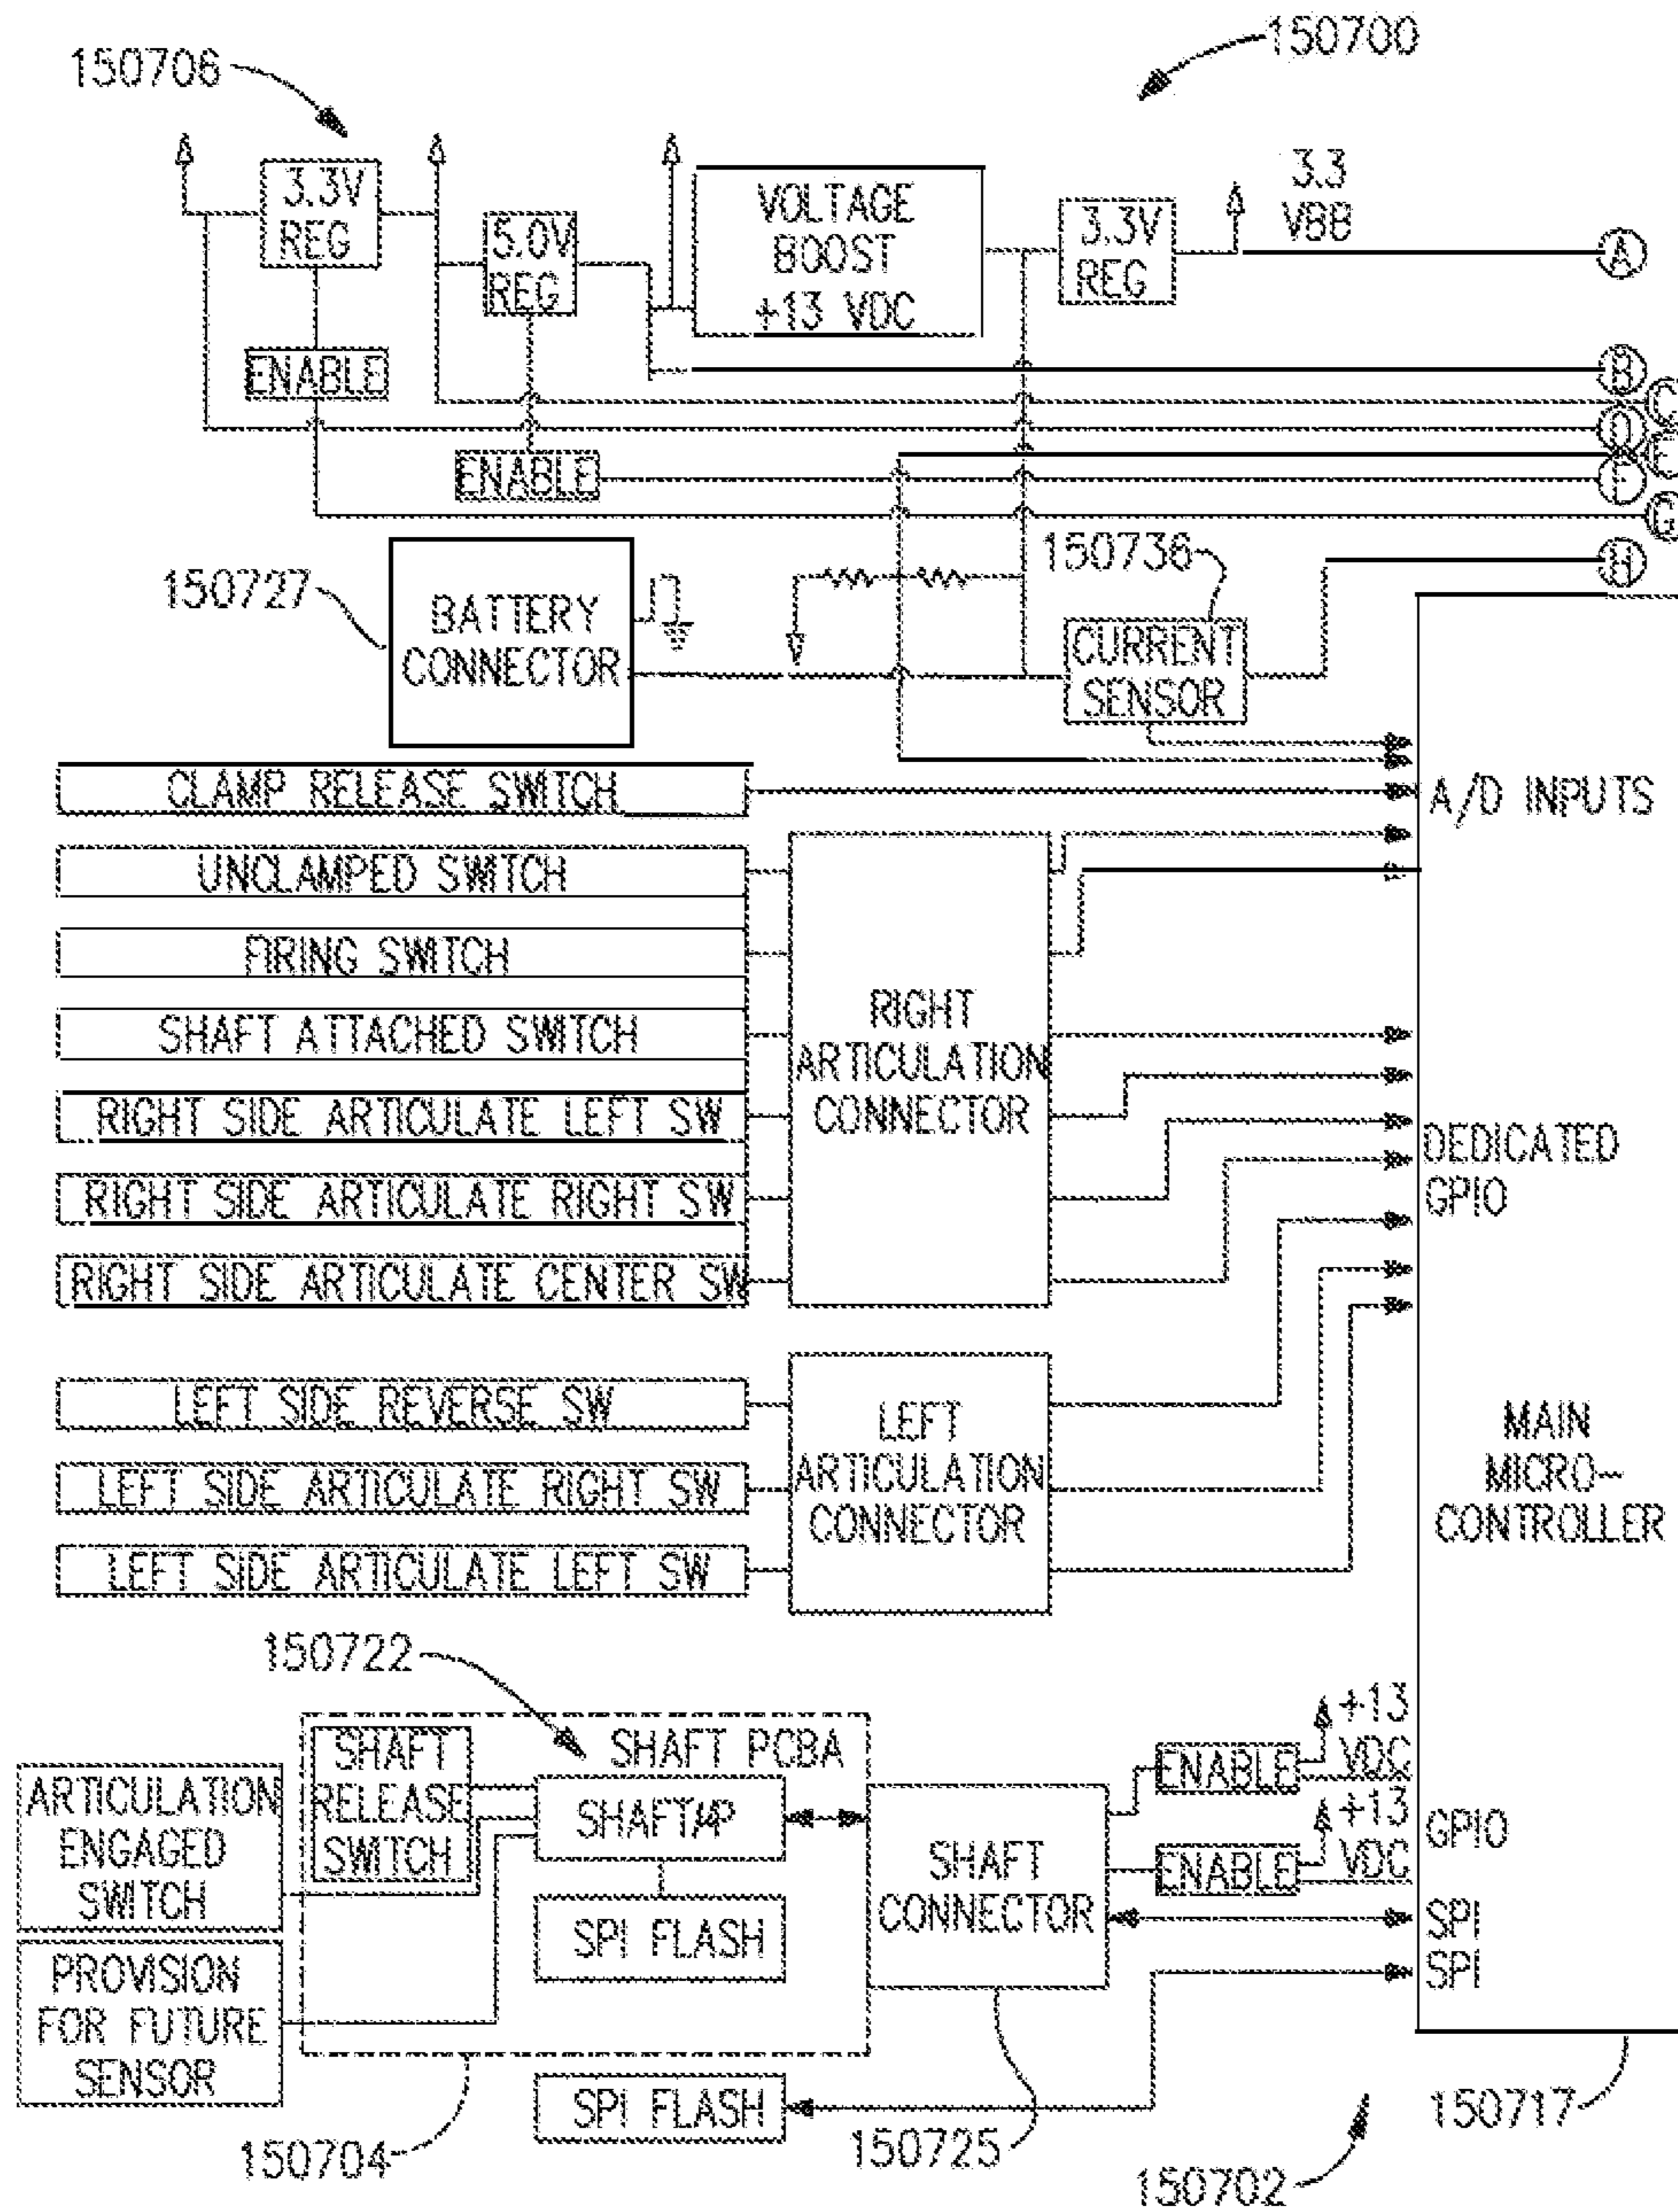 150700
150706
3.3V
REG
5.0V
REG
VOLTAGE
BOOST
+13 VDC
3.3V
REG
3.3
VBB
A
ENABLE
B
C
D
E
ENABLE
F
G
150736
H
150727
BATTERY
CONNECTOR
CURRENT
SENSOR
CLAMP RELEASE SWITCH
A/D INPUTS
UNCLAMPED SWITCH
FIRING SWITCH
SHAFT ATTACHED SWITCH
RIGHT SIDE ARTICULATE LEFT SW
RIGHT SIDE ARTICULATE RIGHT SW
RIGHT SIDE ARTICULATE CENTER SW
RIGHT
ARTICULATION
CONNECTOR
DEDICATED
GPIO
LEFT SIDE REVERSE SW
LEFT SIDE ARTICULATE RIGHT SW
LEFT SIDE ARTICULATE LEFT SW
LEFT
ARTICULATION
CONNECTOR
MAIN
MICRO-
CONTROLLER
150722
SHAFT
RELEASE
SWITCH
SHAFT PCBA
ARTICULATION
ENGAGED
SWITCH
SHAFT μP
SPI FLASH
SHAFT
CONNECTOR
ENABLE
+13
VDC
ENABLE
+13
VDC
GPIO
SPI
SPI
PROVISION
FOR FUTURE
SENSOR
SPI FLASH
150704
150725
150702
150717